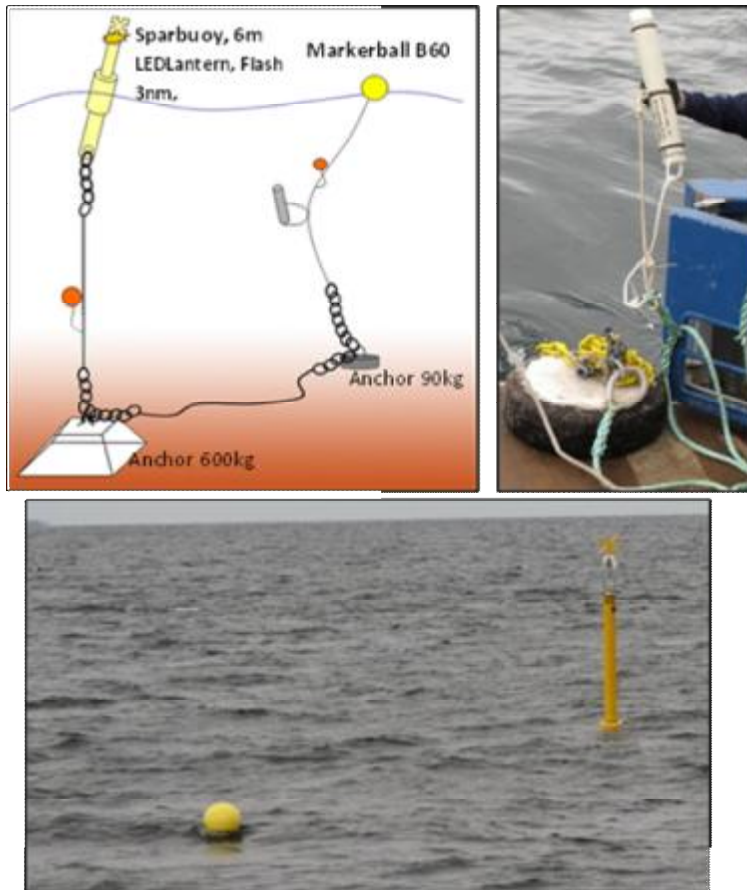 Sparbuoy, 6m
LEDLantern, Flash
3nm,
Markerball B60
Anchor 90kg
Anchor 600kg